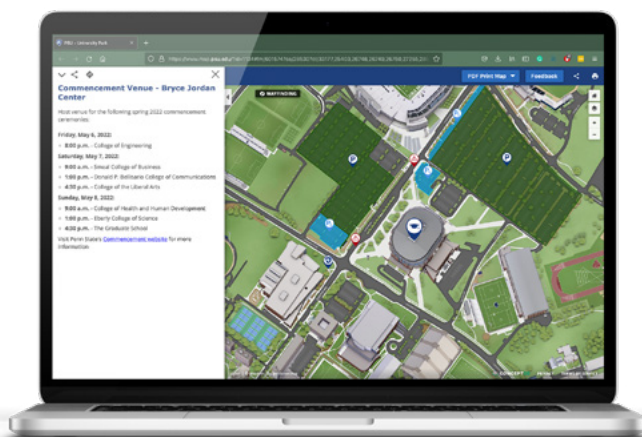 PSU - University Park
PDF Print Map
Feedback
Commencement Venue - Bryce Jordan
Center
WAYFINDING
Host venue for the following spring 2022 commencement
ceremonies:
Friday, May 6, 2022:
8:00 p.m. - College of Engineering
Saturday, May 7, 2022:
9:00 a.m. - Smeal College of Business
1:00 p.m. - Donald P. Bellisario College of Communications
4:30 p.m. - College of the Liberal Arts
Sunday, May 8, 2022:
9:00 a.m. - College of Health and Human Development
1:00 p.m. - Eberly College of Science
4:30 p.m. - The Graduate School
Visit Penn State's Commencement website for more
information
P
P
CONCEPT